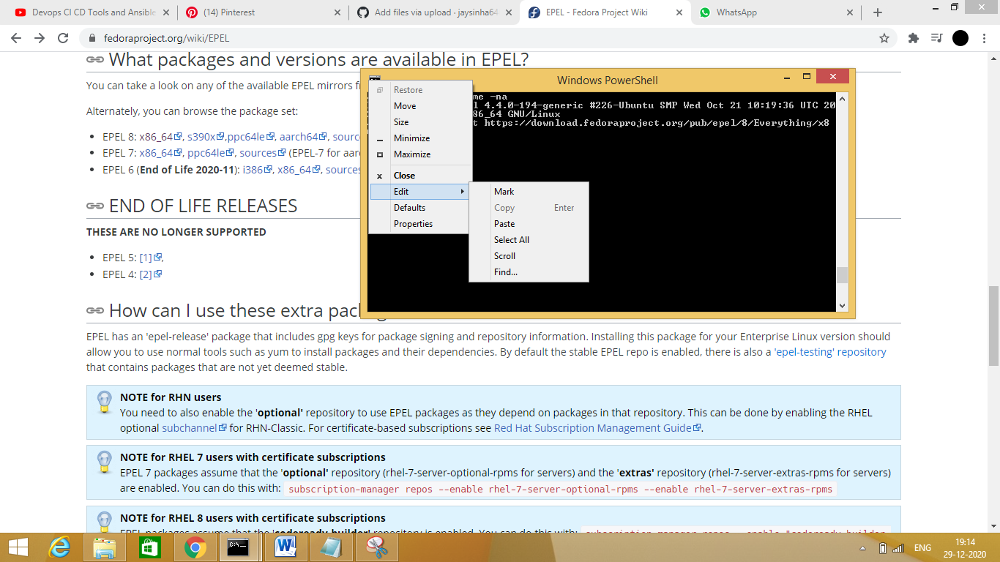 Devops CI CD Tools and Ansible
(14) Pinterest
Add files via upload · jaysinha64
EPEL - Fedora Project Wiki
WhatsApp
fedoraproject.org/wiki/EPEL
What packages and versions are available in EPEL?
You can take a look on any of the available EPEL mirrors
Alternately, you can browse the package set:
EPEL 8: x86_64, s390x,ppc64le, aarch64,
EPEL 7: x86_64, ppc64le, sources (EPEL-7 for
EPEL 6 (End of Life 2020-11): i386, x86_64, sources
END OF LIFE RELEASES
THESE ARE NO LONGER SUPPORTED
EPEL 5: [1],
EPEL 4: [2]
Windows PowerShell
me -na
l 4.4.0-194-generic #226-Ubuntu SMP Wed Oct 21 10:19:36 UTC 20
86_64 GNU/Linux
t https://download.fedoraproject.org/pub/epel/8/Everything/x8
Restore
Move
Size
Minimize
Maximize
Close
Edit
Defaults
Properties
Mark
Copy Enter
Paste
Select All
Scroll
Find...
How can I use these extra
EPEL has an 'epel-release' package that includes gpg keys for package signing and repository information. Installing this package for your Enterprise Linux version should
allow you to use normal tools such as yum to install packages and their dependencies. By default the stable EPEL repo is enabled, there is also a 'epel-testing' repository
that contains packages that are not yet deemed stable.
NOTE for RHN users
You need to also enable the 'optional' repository to use EPEL packages as they depend on packages in that repository. This can be done by enabling the RHEL
optional subchannel for RHN-Classic. For certificate-based subscriptions see Red Hat Subscription Management Guide.
NOTE for RHEL 7 users with certificate subscriptions
EPEL 7 packages assume that the 'optional' repository (rhel-7-server-optional-rpms for servers) and the 'extras' repository (rhel-7-server-extras-rpms for servers)
are enabled. You can do this with: subscription-manager repos --enable rhel-7-server-optional-rpms --enable rhel-7-server-extras-rpms
NOTE for RHEL 8 users with certificate subscriptions
EPEL packages assume that the 'codeready-builder' repository is enabled. You can do this with:
ENG
19:14
29-12-2020